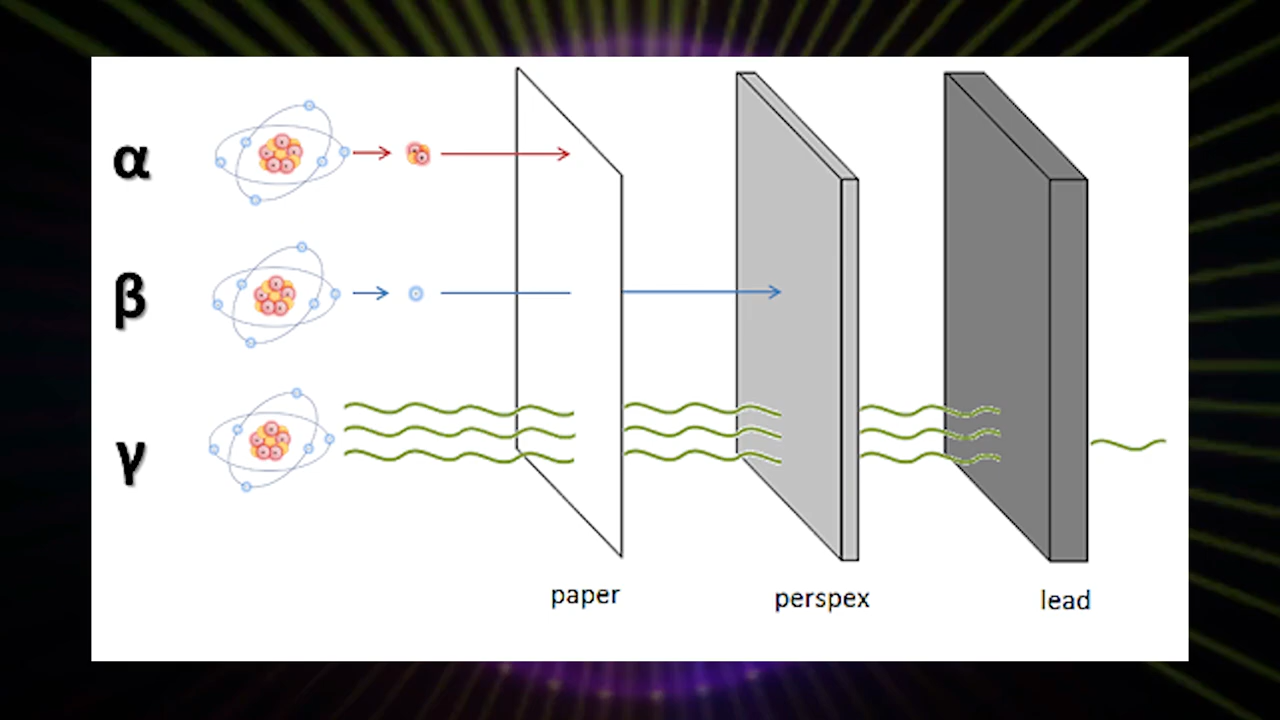 α
β
γ
paper
perspex
lead